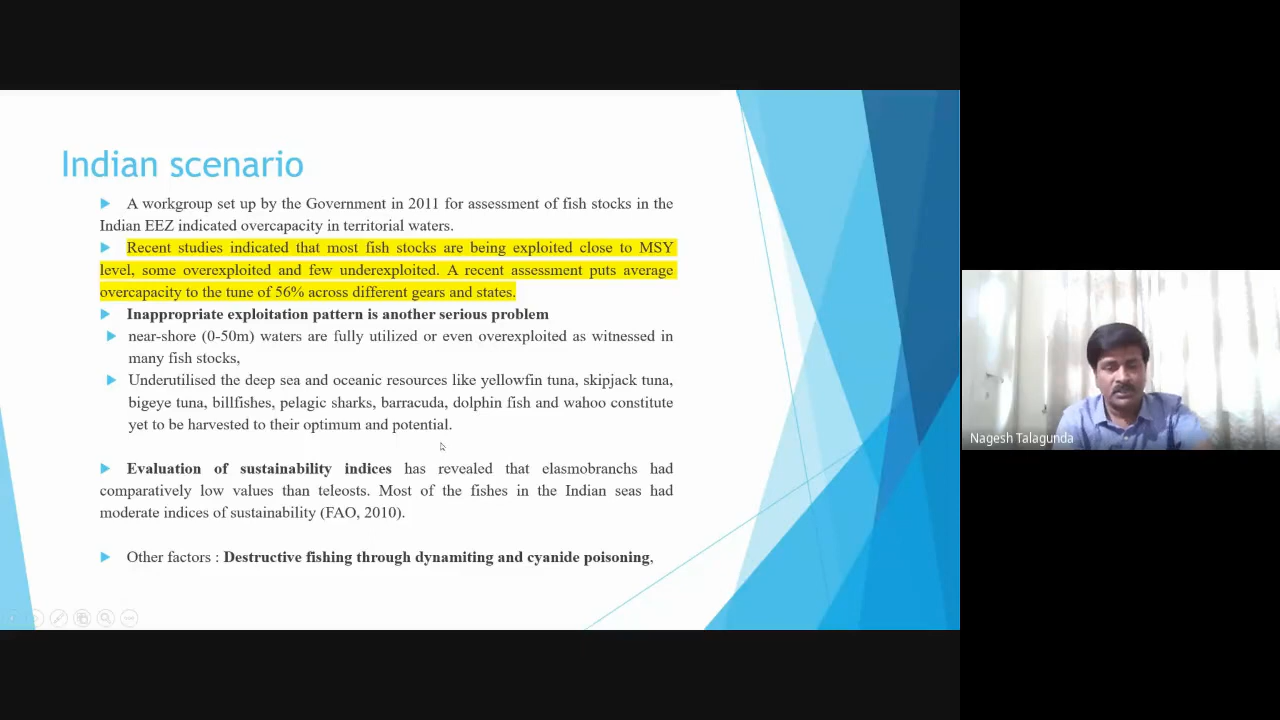 Indian scenario
A workgroup set up by the Government in 2011 for assessment of fish stocks in the
Indian EEZ indicated overcapacity in territorial waters.
Recent studies indicated that most fish stocks are being exploited close to MSY
level, some overexploited and few underexploited. A recent assessment puts average
overcapacity to the tune of 56% across different gears and states.
Inappropriate exploitation pattern is another serious problem
near-shore (0-50m) waters are fully utilized or even overexploited as witnessed in
many fish stocks,
Underutilised the deep sea and oceanic resources like yellowfin tuna, skipjack tuna,
bigeye tuna, billfishes, pelagic sharks, barracuda, dolphin fish and wahoo constitute
yet to be harvested to their optimum and potential.
Evaluation of sustainability indices has revealed that elasmobranchs had
comparatively low values than teleosts. Most of the fishes in the Indian seas had
moderate indices of sustainability (FAO, 2010).
Other factors : Destructive fishing through dynamiting and cyanide poisoning,
Nagesh Talagunda